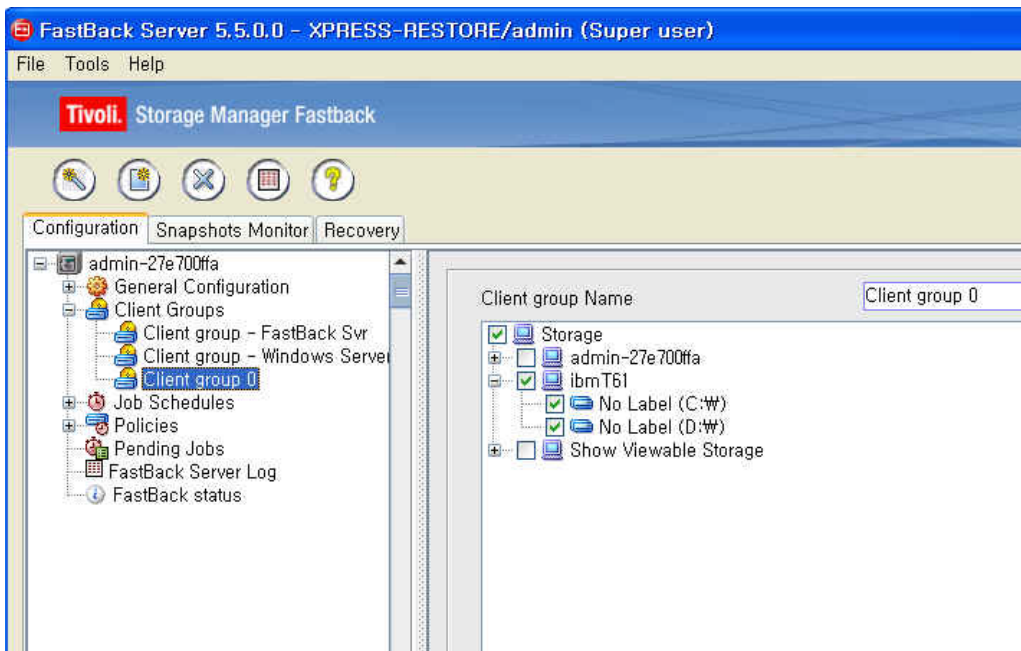 FastBack Server 5.5.0.0 - XPRESS-RESTORE/admin (Super user)
File Tools Help
Tivoli. Storage Manager Fastback
Configuration Snapshots Monitor Recovery
admin-27e700ffa
General Configuration
Client Groups
Client group - FastBack Svr
Client group - Windows Server
Client group 0
Job Schedules
Policies
Pending Jobs
FastBack Server Log
FastBack status
Client group Name Client group 0
Storage
admin-27e700ffa
ibmT61
No Label (C:₩)
No Label (D:₩)
Show Viewable Storage